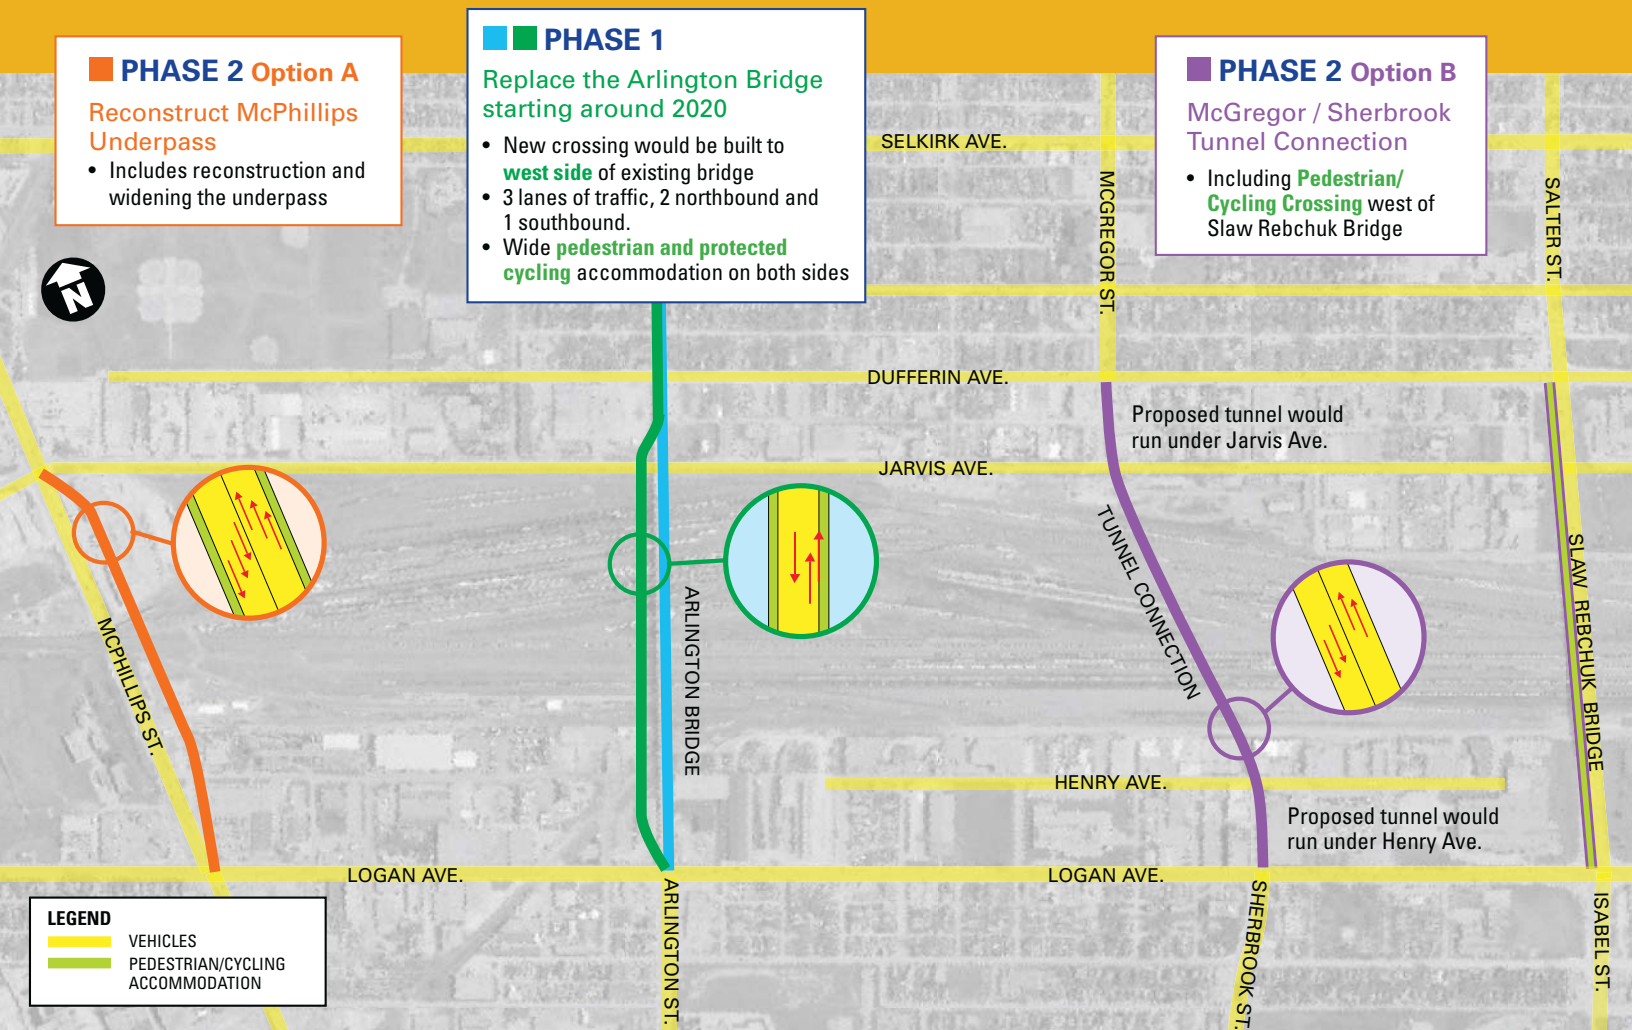 PHASE 2 Option A
Reconstruct McPhillips
Underpass
• Includes reconstruction and
widening the underpass
PHASE 1
Replace the Arlington Bridge
starting around 2020
• New crossing would be built to
west side of existing bridge
• 3 lanes of traffic, 2 northbound and
1 southbound.
• Wide pedestrian and protected
cycling accommodation on both sides
PHASE 2 Option B
McGregor / Sherbrook
Tunnel Connection
• Including Pedestrian/
Cycling Crossing west of
Slaw Rebchuk Bridge
N
SELKIRK AVE.
MCGREGOR ST.
SALTER ST.
DUFFERIN AVE.
Proposed tunnel would
run under Jarvis Ave.
JARVIS AVE.
TUNNEL CONNECTION
SLAW REBCHUK BRIDGE
ARLINGTON BRIDGE
MCPHILLIPS ST.
HENRY AVE.
Proposed tunnel would
run under Henry Ave.
LOGAN AVE.
LOGAN AVE.
ARLINGTON ST.
SHERBROOK ST.
ISABEL ST.
LEGEND
VEHICLES
PEDESTRIAN/CYCLING
ACCOMMODATION